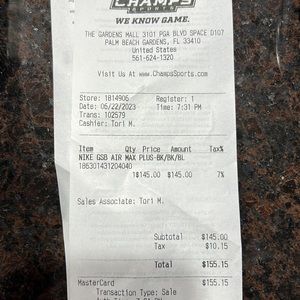 CHAMPS
SPORTS
WE KNOW GAME.
THE GARDENS MALL 3101 PGA BLVD SPACE D107
PALM BEACH GARDENS, FL 33410
United States
561-624-1320
Visit Us At www.ChampsSports.com
Store: 1814906 Register: 1
Date: 05/22/2023 Time: 7:31 PM
Trans: 102579
Cashier: Tori M.
Item Qty Price Amount Tax%
NIKE GSB AIR MAX PLUS-BK/BK/BL
186301431204040
1 $145.00 $145.00 7%
Sales Associate: Tori M.
Subtotal $145.00
Tax $10.15
Total $155.15
MasterCard $155.15
Transaction Type: Sale